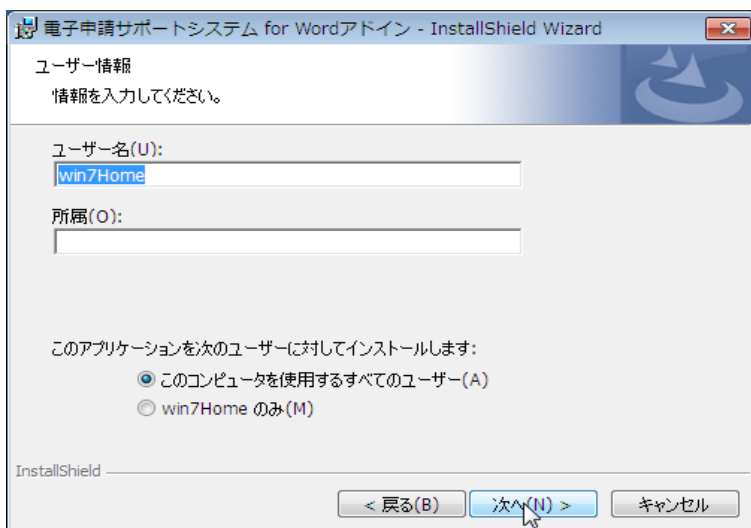 電子申請サポートシステム for Wordアドイン - InstallShield Wizard
ユーザー情報
情報を入力してください。
ユーザー名(U):
win7Home
所属(O):
このアプリケーションを次のユーザーに対してインストールします:
このコンピュータを使用するすべてのユーザー(A)
win7Home のみ(M)
InstallShield
< 戻る(B) 次へ(N) > キャンセル